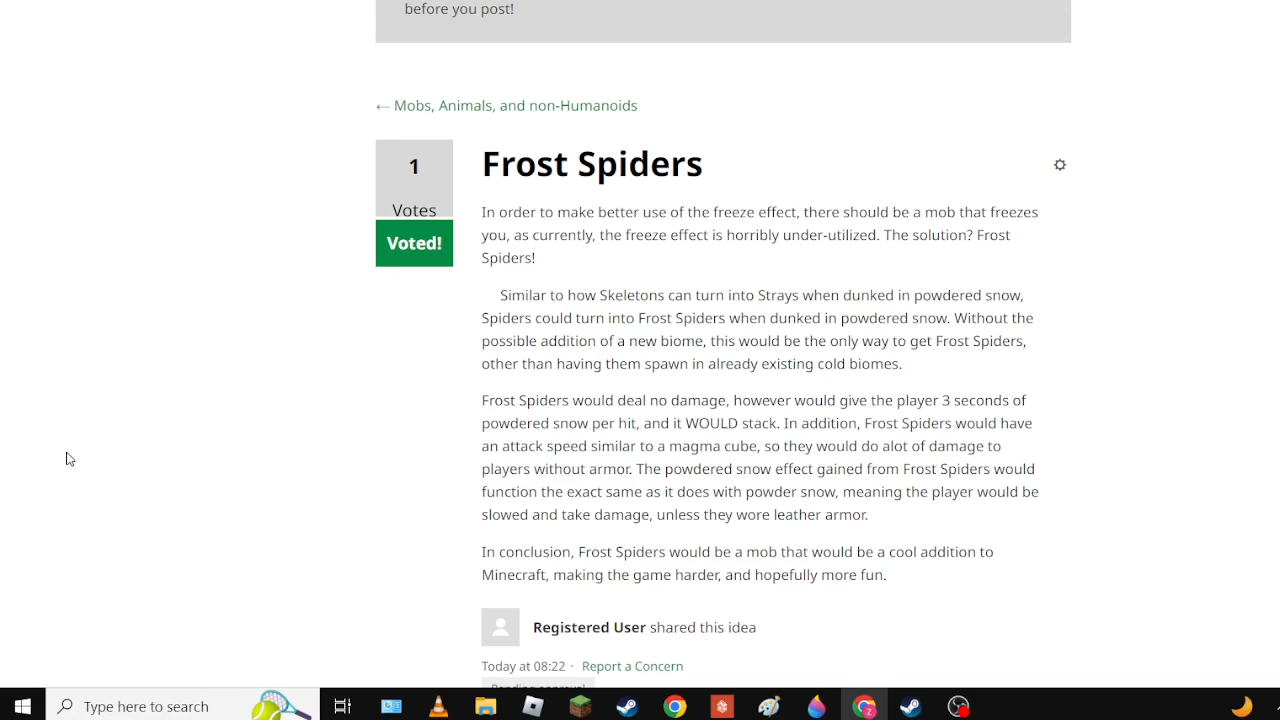 before you post!
← Mobs, Animals, and non-Humanoids
1
Votes
Voted!
Frost Spiders
In order to make better use of the freeze effect, there should be a mob that freezes
you, as currently, the freeze effect is horribly under-utilized. The solution? Frost
Spiders!
Similar to how Skeletons can turn into Strays when dunked in powdered snow,
Spiders could turn into Frost Spiders when dunked in powdered snow. Without the
possible addition of a new biome, this would be the only way to get Frost Spiders,
other than having them spawn in already existing cold biomes.
Frost Spiders would deal no damage, however would give the player 3 seconds of
powdered snow per hit, and it WOULD stack. In addition, Frost Spiders would have
an attack speed similar to a magma cube, so they would do alot of damage to
players without armor. The powdered snow effect gained from Frost Spiders would
function the exact same as it does with powder snow, meaning the player would be
slowed and take damage, unless they wore leather armor.
In conclusion, Frost Spiders would be a mob that would be a cool addition to
Minecraft, making the game harder, and hopefully more fun.
Registered User shared this idea
Today at 08:22 · Report a Concern
Pending approval
Type here to search